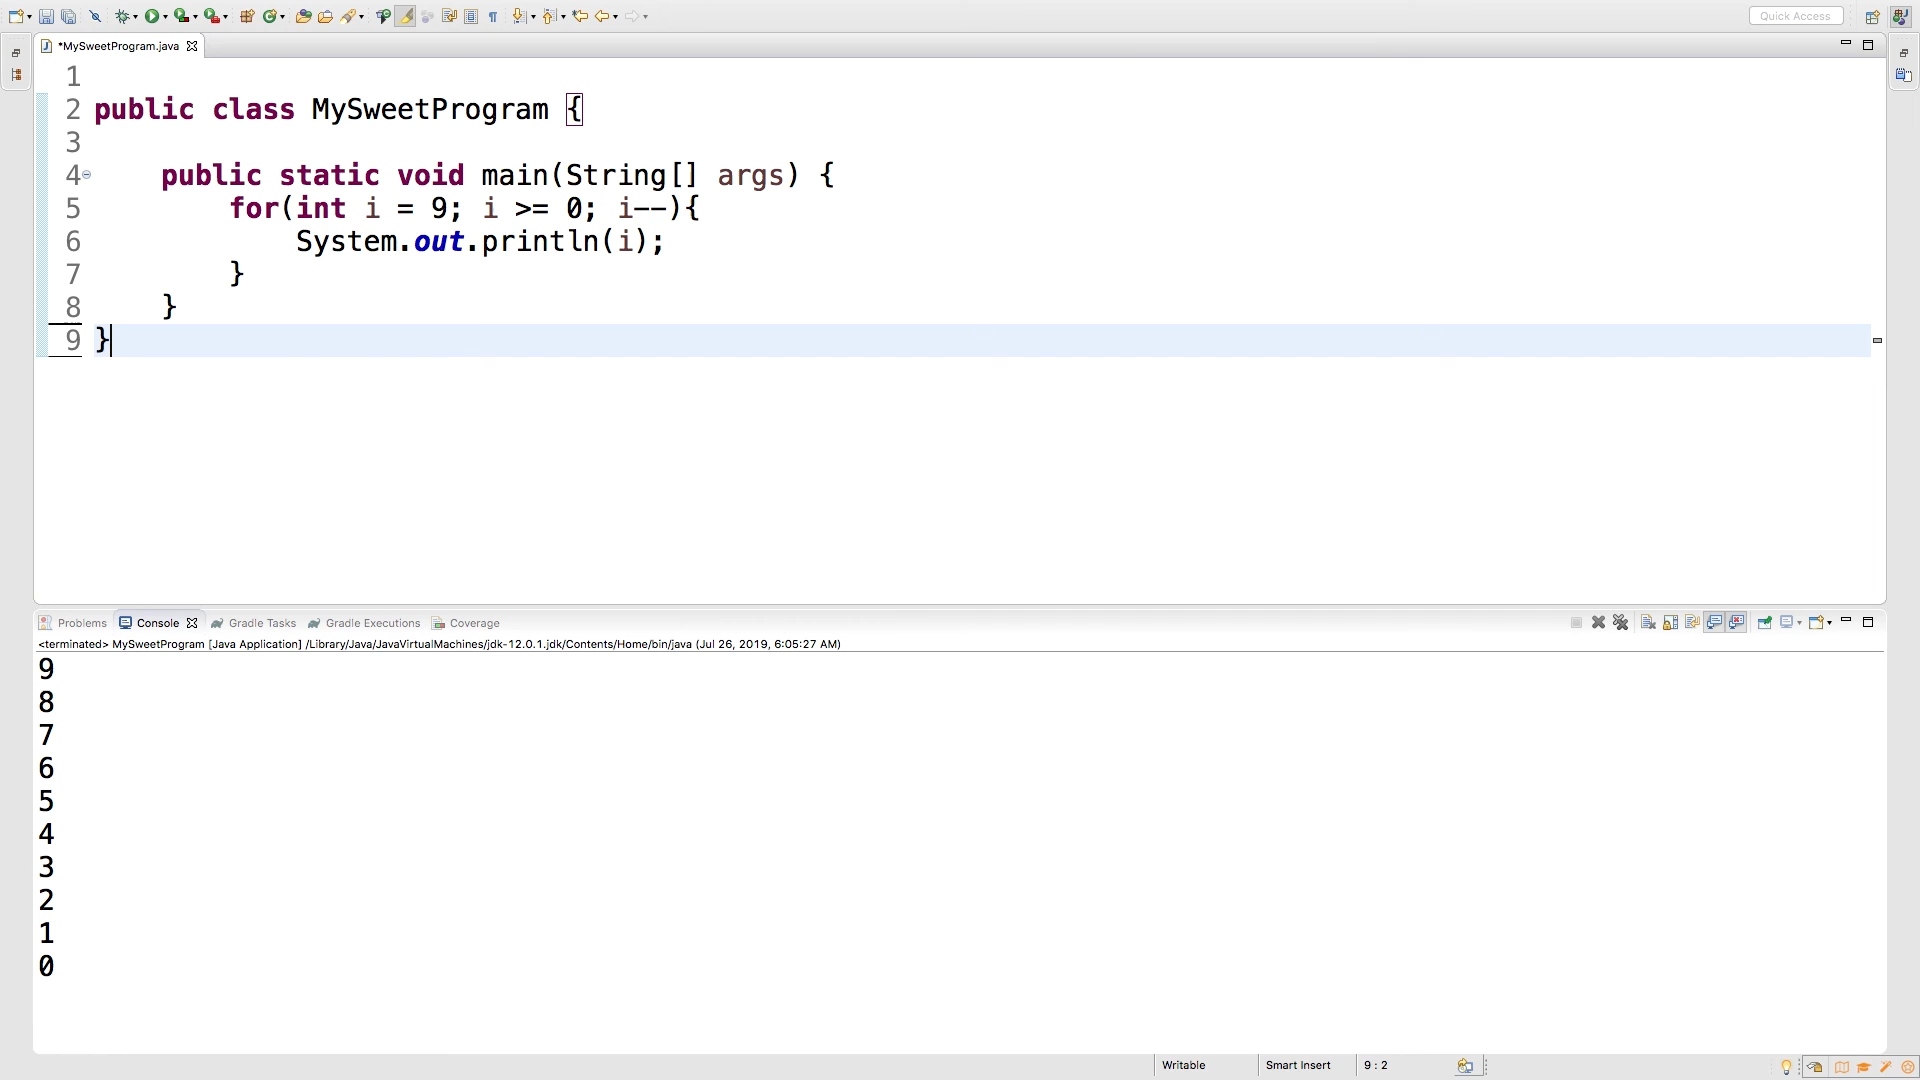 Quick Access
*MySweetProgram.java
1
2 public class MySweetProgram {
3
4 public static void main(String[] args) {
5 for(int i = 9; i >= 0; i--){
6 System.out.println(i);
7 }
8 }
9 }
Problems Console Gradle Tasks Gradle Executions Coverage
<terminated> MySweetProgram [Java Application] /Library/Java/JavaVirtualMachines/jdk-12.0.1.jdk/Contents/Home/bin/java (Jul 26, 2019, 6:05:27 AM)
9
8
7
6
5
4
3
2
1
0
Writable Smart Insert 9 : 2